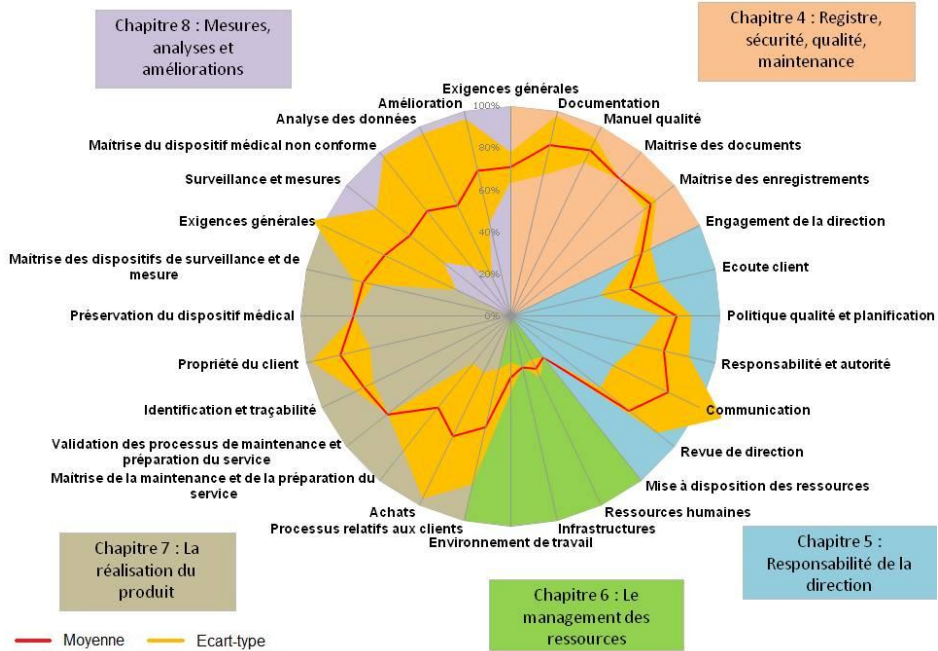 Chapitre 8 : Mesures,
analyses et
améliorations
Chapitre 4 : Registre,
sécurité, qualité,
maintenance
Exigences générales
Documentation
Manuel qualité
Maitrise des documents
Maîtrise des enregistrements
Engagement de la direction
Ecoute client
Politique qualité et planification
Responsabilité et autorité
Communication
Revue de direction
Mise à disposition des ressources
Ressources humaines
Infrastructures
Environnement de travail
Processus relatifs aux clients
Achats
Maîtrise de la maintenance et de la préparation du
service
Validation des processus de maintenance et
préparation du service
Identification et traçabilité
Propriété du client
Préservation du dispositif médical
Maîtrise des dispositifs de surveillance et de
mesure
Exigences générales
Surveillance et mesures
Maîtrise du dispositif médical non conforme
Analyse des données
Amélioration
100%
80%
60%
40%
20%
0%
Chapitre 7 : La
réalisation du
produit
Chapitre 6 : Le
management des
ressources
Chapitre 5 :
Responsabilité de la
direction
Moyenne
Ecart-type